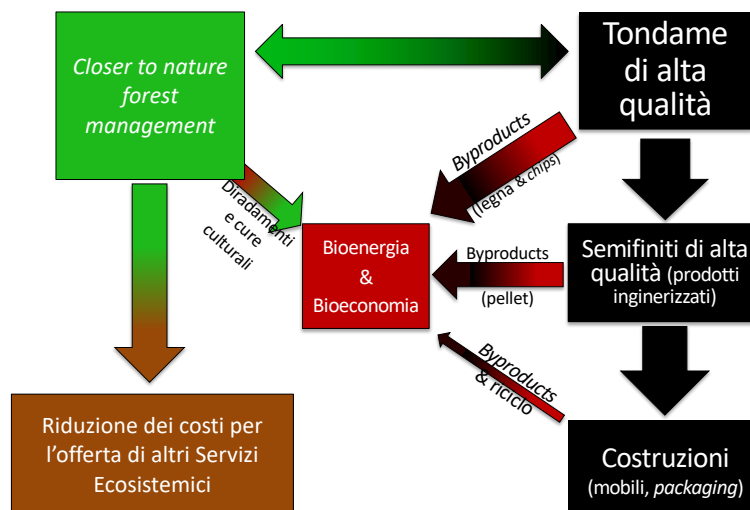 Closer to nature
forest
management
Tondame
di alta
qualità
Byproducts
(legna & chips)
Diradamenti
e cure
culturali
Bioenergia
&
Bioeconomia
Byproducts
(pellet)
Semifiniti di alta
qualità (prodotti
inginerizzati)
Byproducts
& riciclo
Riduzione dei costi per
l’offerta di altri Servizi
Ecosistemici
Costruzioni
(mobili, packaging)